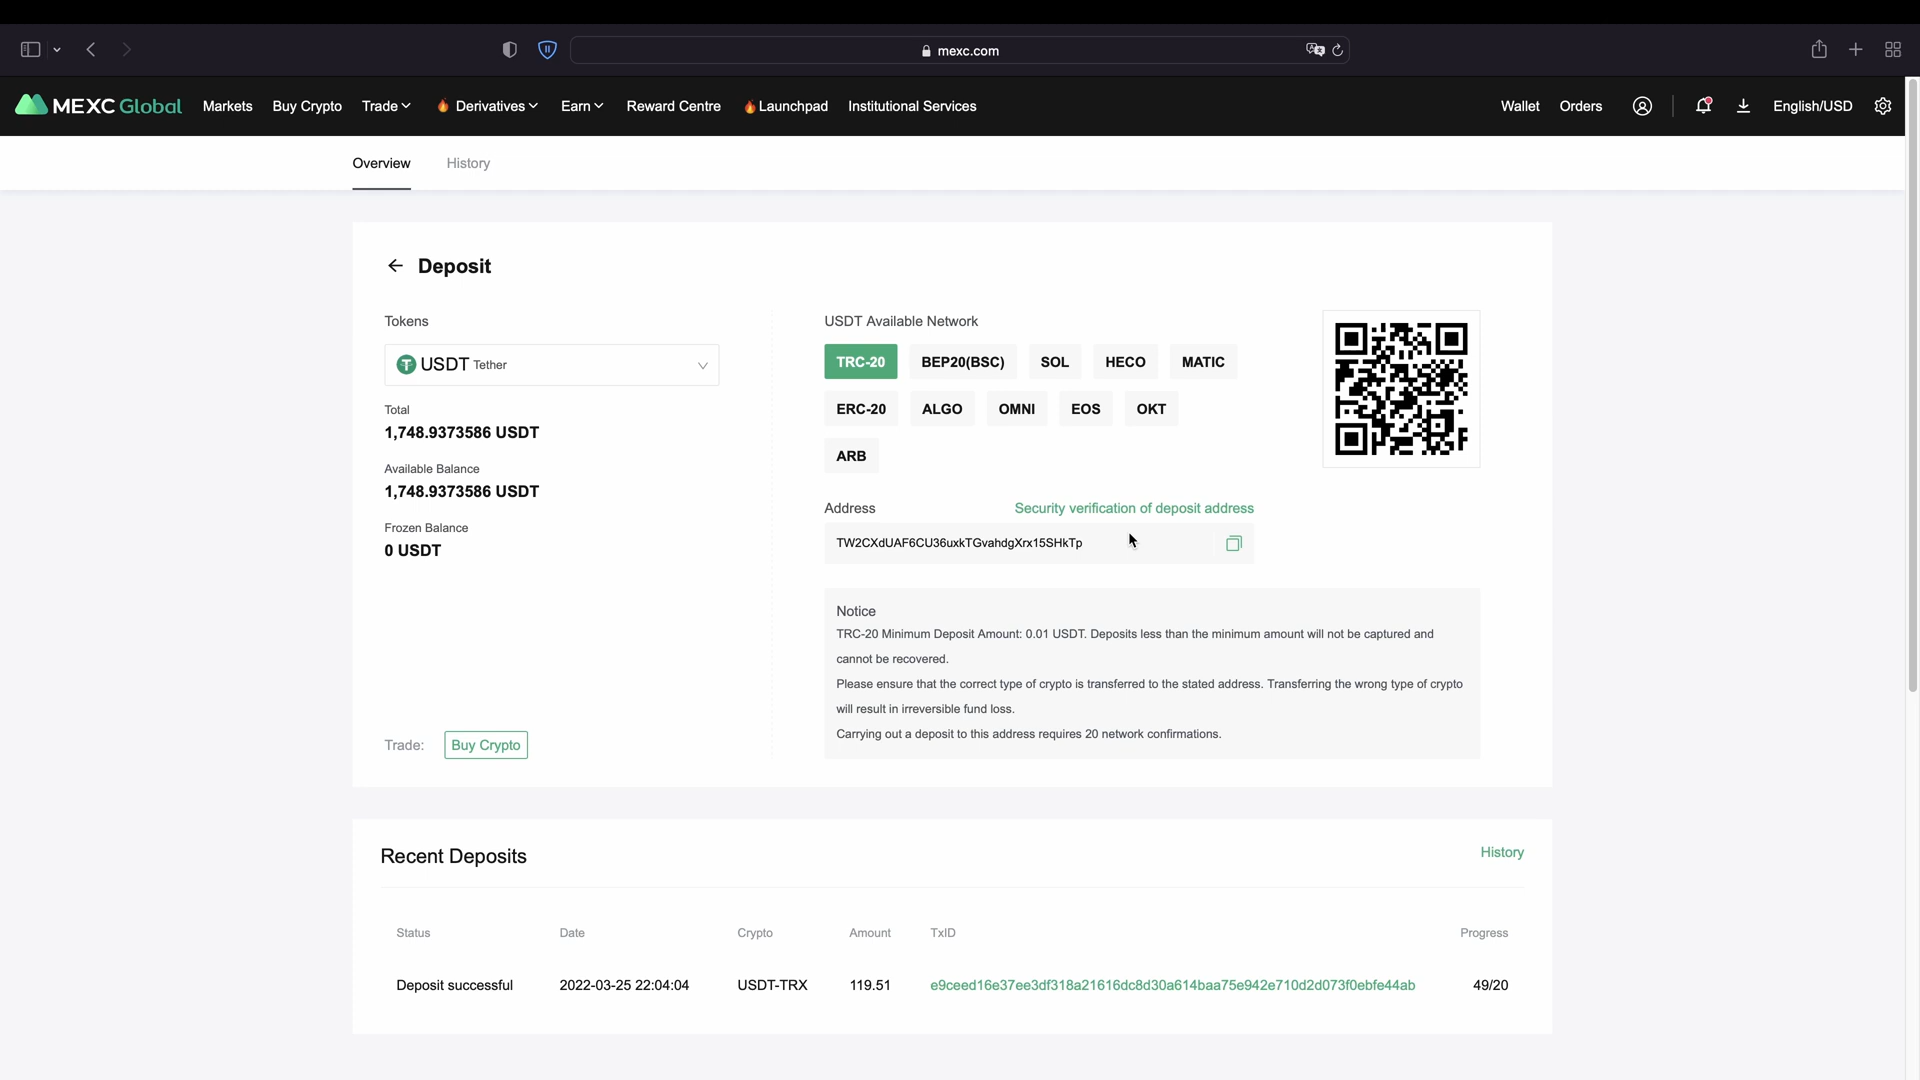 mexc.com
MEXC Global Markets Buy Crypto Trade Derivatives Earn Reward Centre Launchpad Institutional Services Wallet Orders English/USD
Overview History
Deposit
Tokens
USDT Tether
Total
1,748.9373586 USDT
Available Balance
1,748.9373586 USDT
Frozen Balance
0 USDT
Trade: Buy Crypto
USDT Available Network
TRC-20 BEP20(BSC) SOL HECO MATIC
ERC-20 ALGO OMNI EOS OKT
ARB
Address Security verification of deposit address
TW2CXdUAF6CU36uxkTGvahdgXrx15SHkTp
Notice
TRC-20 Minimum Deposit Amount: 0.01 USDT. Deposits less than the minimum amount will not be captured and
cannot be recovered.
Please ensure that the correct type of crypto is transferred to the stated address. Transferring the wrong type of crypto
will result in irreversible fund loss.
Carrying out a deposit to this address requires 20 network confirmations.
Recent Deposits History
Status Date Crypto Amount TxID Progress
Deposit successful 2022-03-25 22:04:04 USDT-TRX 119.51 e9ceed16e37ee3df318a21616dc8d30a614baa75e942e710d2d073f0ebfe44ab 49/20